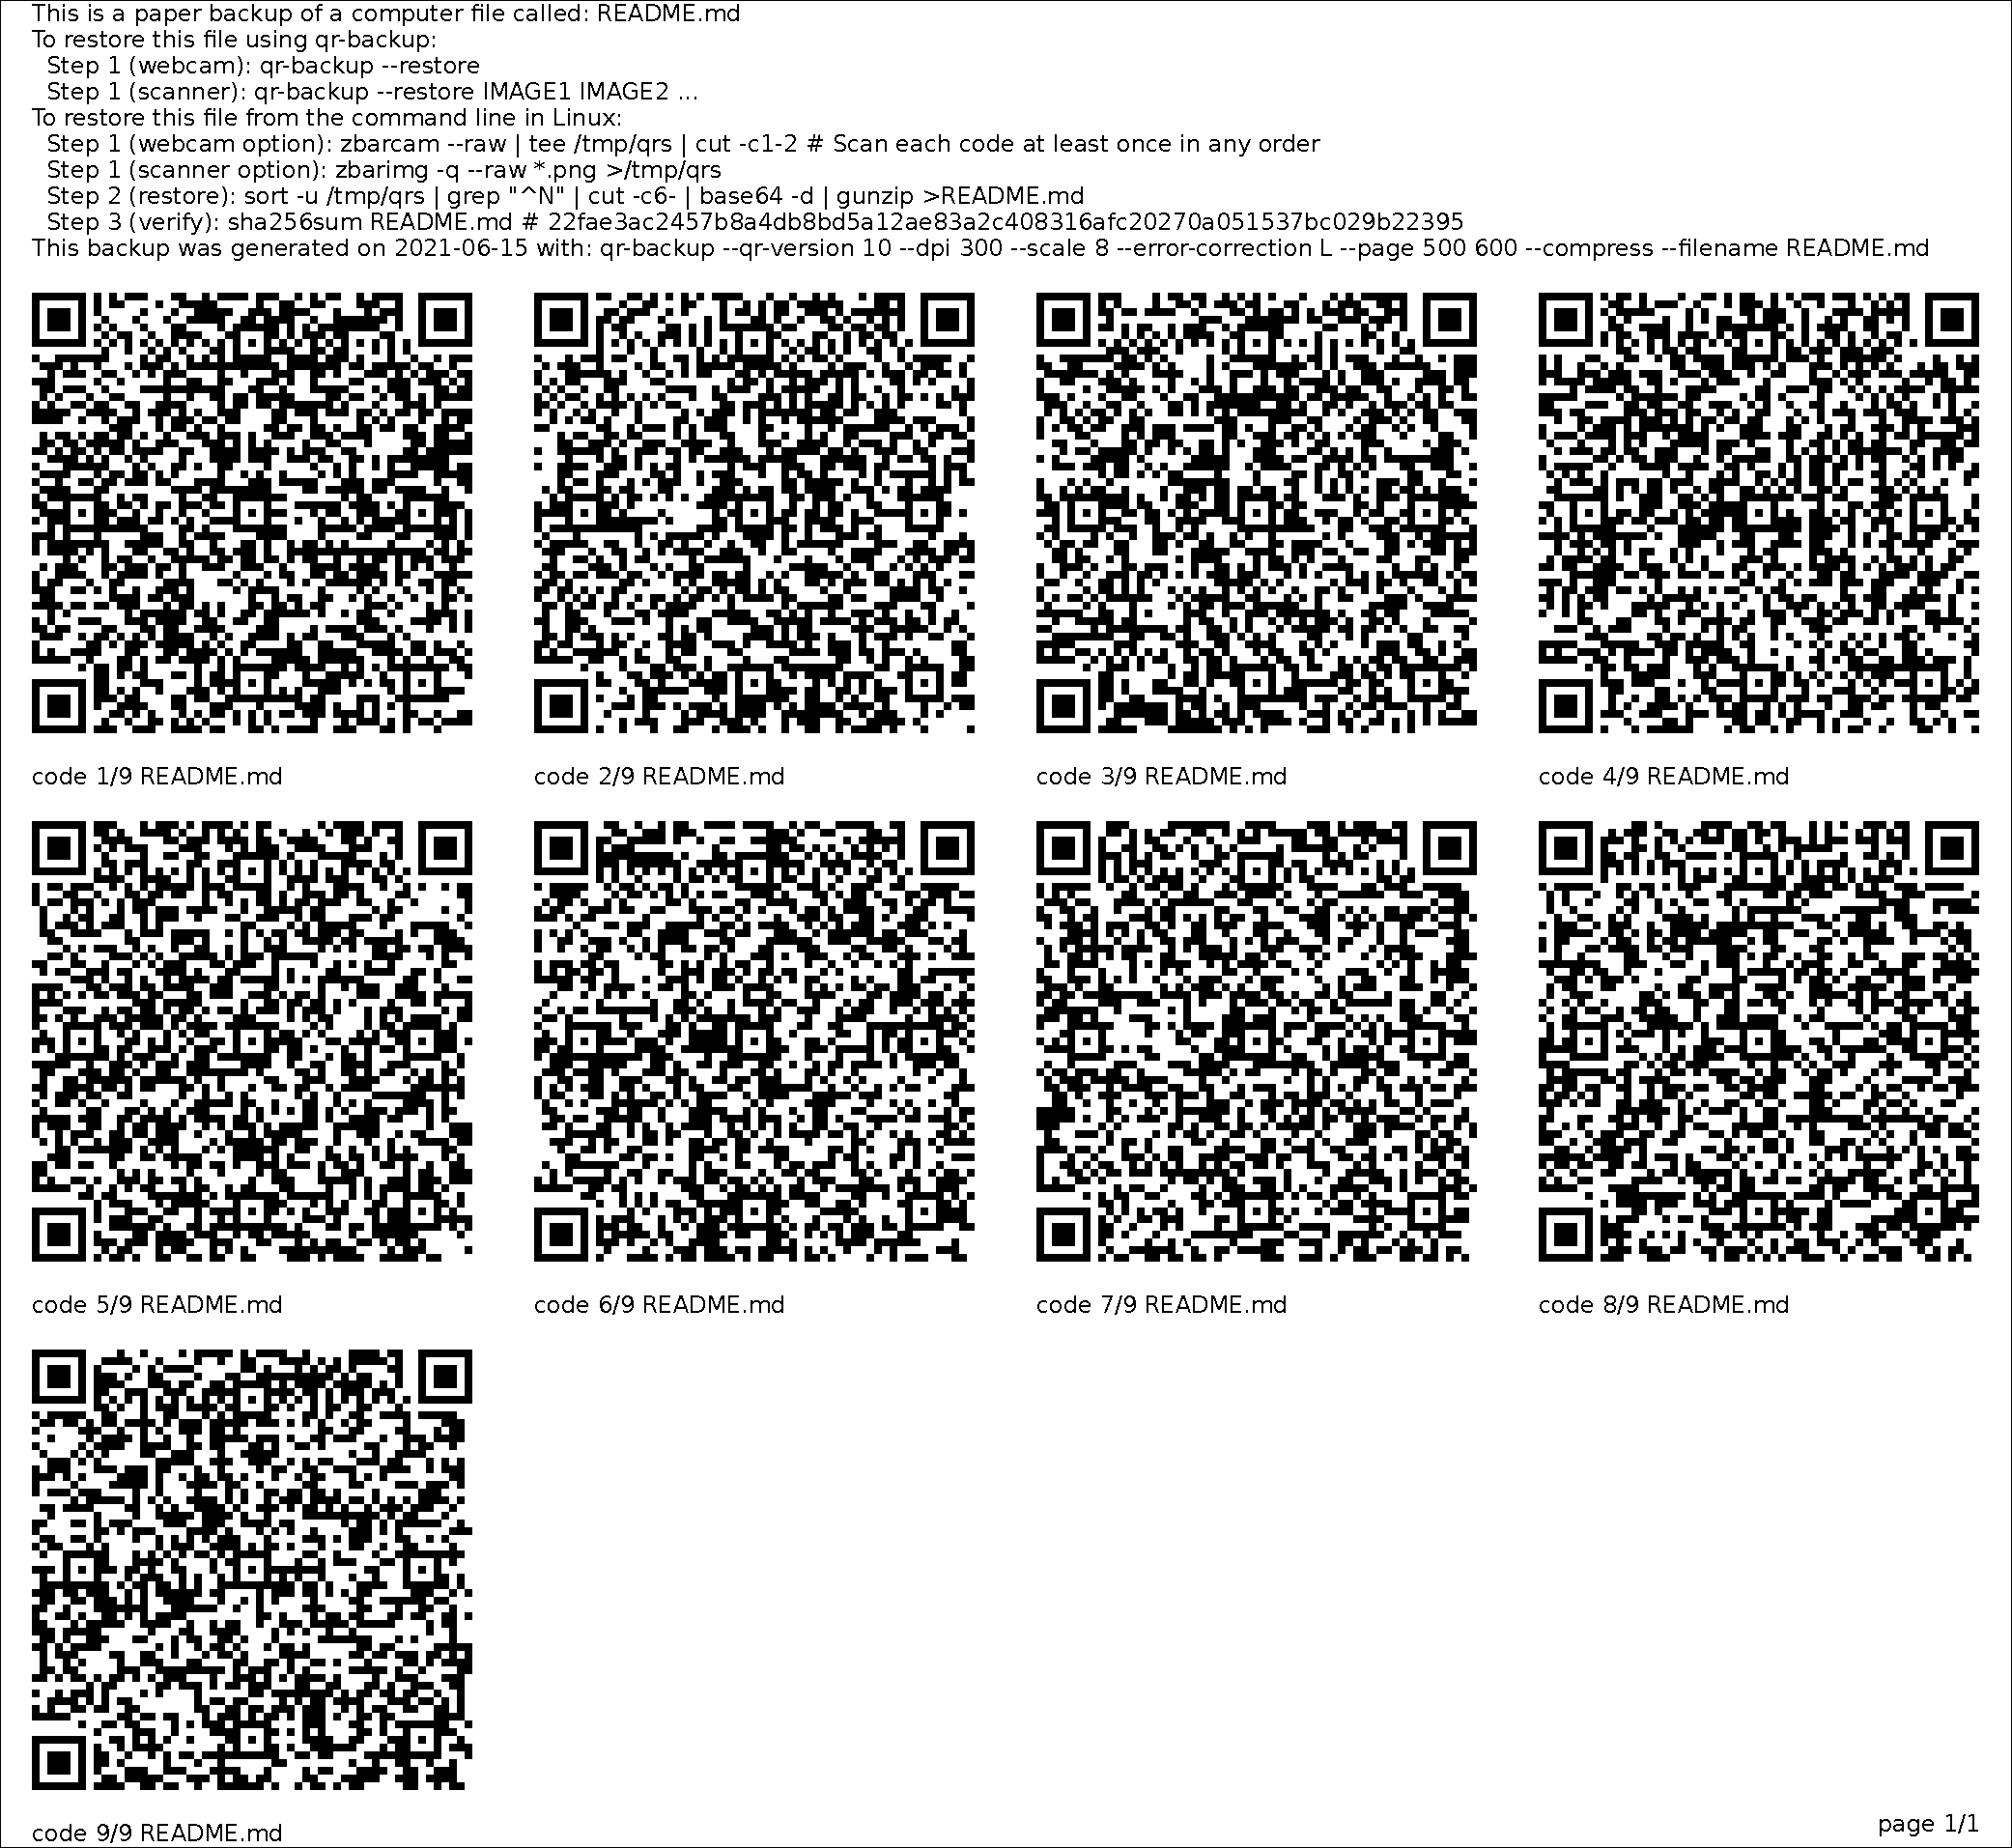 This is a paper backup of a computer file called: README.md
To restore this file using qr-backup:
Step 1 (webcam): qr-backup --restore
Step 1 (scanner): qr-backup --restore IMAGE1 IMAGE2 ...
To restore this file from the command line in Linux:
Step 1 (webcam option): zbarcam --raw | tee /tmp/qrs | cut -c1-2 # Scan each code at least once in any order
Step 1 (scanner option): zbarimg -q --raw *.png >/tmp/qrs
Step 2 (restore): sort -u /tmp/qrs | grep "^N" | cut -c6- | base64 -d | gunzip >README.md
Step 3 (verify): sha256sum README.md # 22fae3ac2457b8a4db8bd5a12ae83a2c408316afc20270a051537bc029b22395
This backup was generated on 2021-06-15 with: qr-backup --qr-version 10 --dpi 300 --scale 8 --error-correction L --page 500 600 --compress --filename README.md
code 1/9 README.md
code 2/9 README.md
code 3/9 README.md
code 4/9 README.md
code 5/9 README.md
code 6/9 README.md
code 7/9 README.md
code 8/9 README.md
code 9/9 README.md
page 1/1